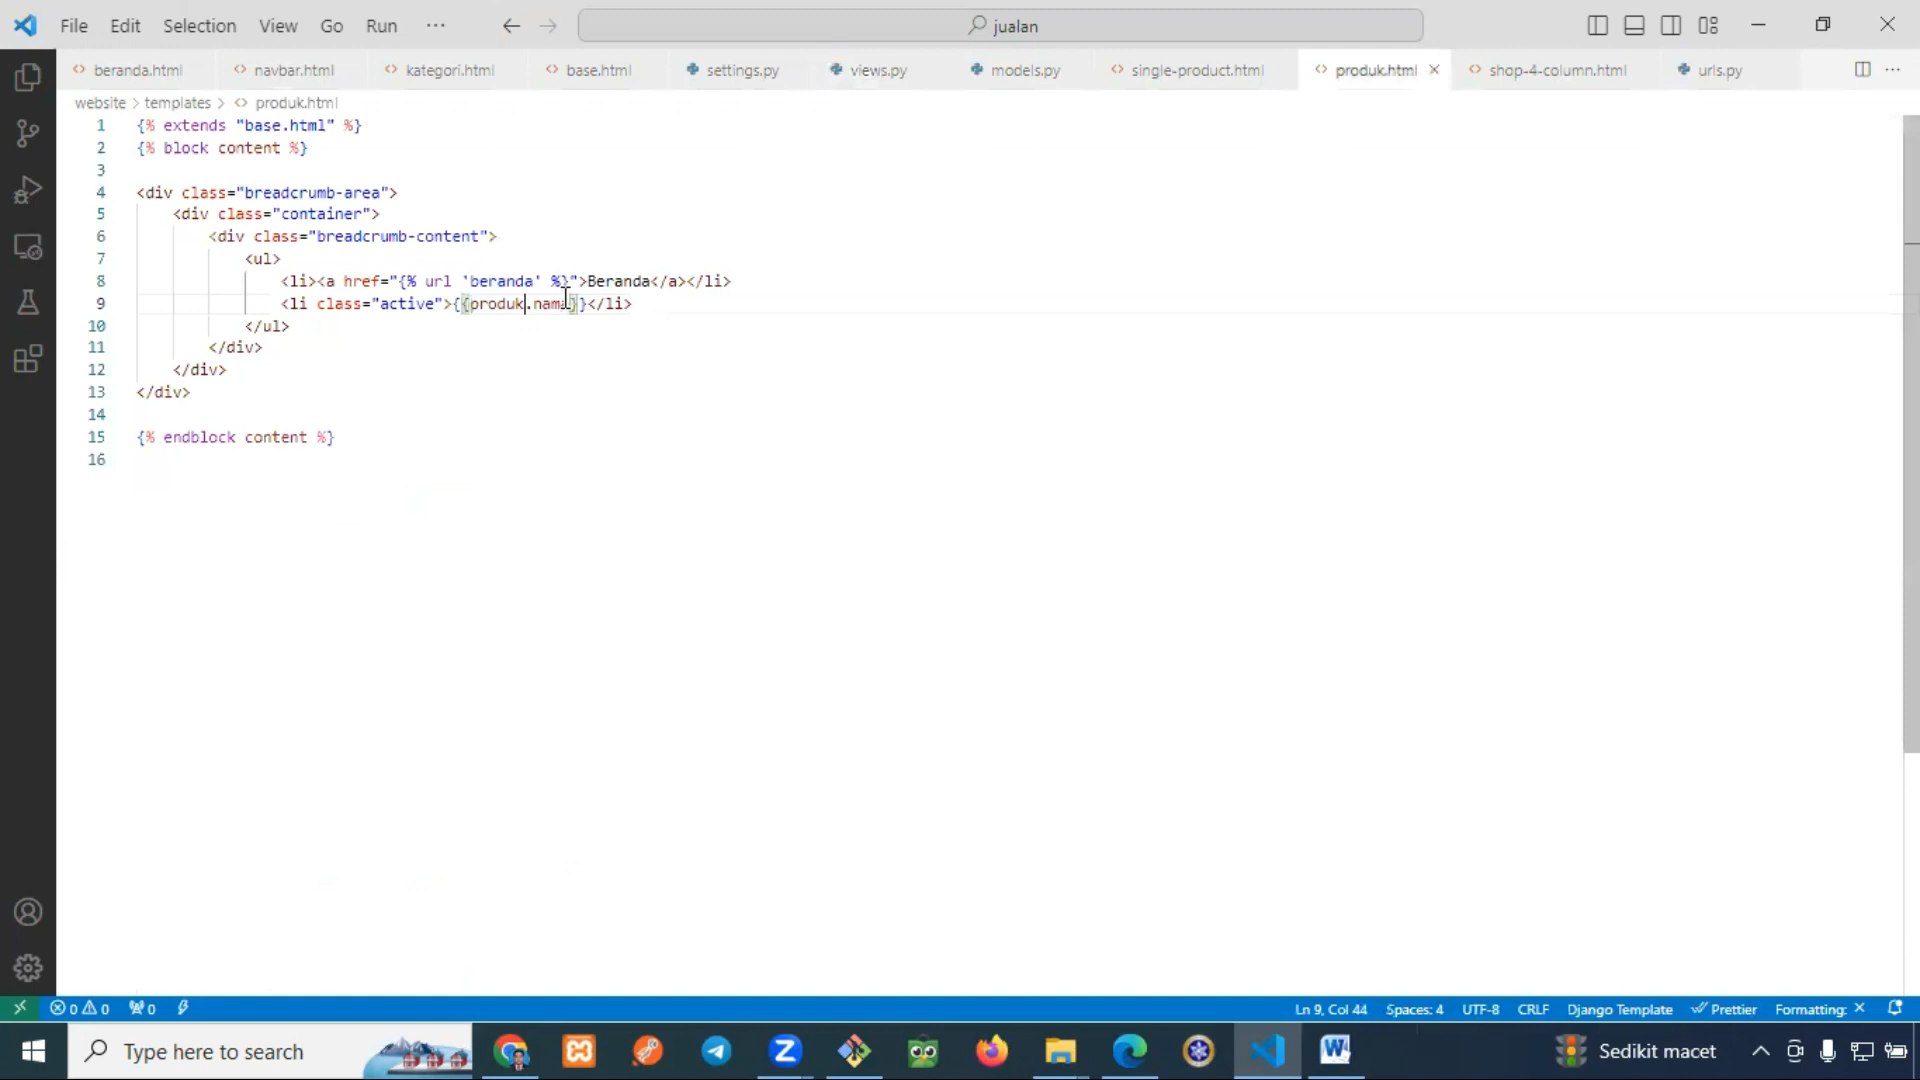 File Edit Selection View Go Run ··· jualan
beranda.html navbar.html kategori.html base.html settings.py views.py models.py single-product.html produk.html shop-4-column.html urls.py
website > templates > produk.html
1 {% extends "base.html" %}
2 {% block content %}
3
4 <div class="breadcrumb-area">
5 <div class="container">
6 <div class="breadcrumb-content">
7 <ul>
8 <li><a href="{% url 'beranda' %}">Beranda</a></li>
9 <li class="active">{{produk.nama}}</li>
10 </ul>
11 </div>
12 </div>
13 </div>
14
15 {% endblock content %}
16
0 0 0 Ln 9, Col 44 Spaces: 4 UTF-8 CRLF Django Template Prettier Formatting: ×
Type here to search Sedikit macet